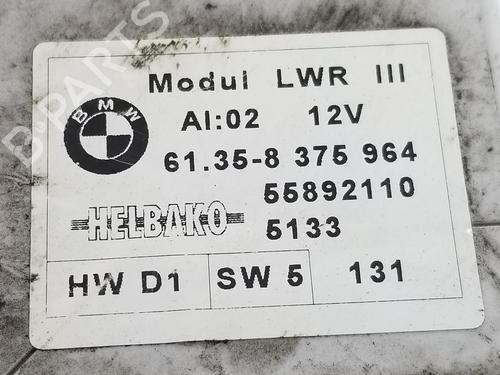 Modul LWR III
BMW
AI:02 12V
61.35-8 375 964
55892110
HELBAKO
5133
HW D1 SW 5 131
B-PARTS